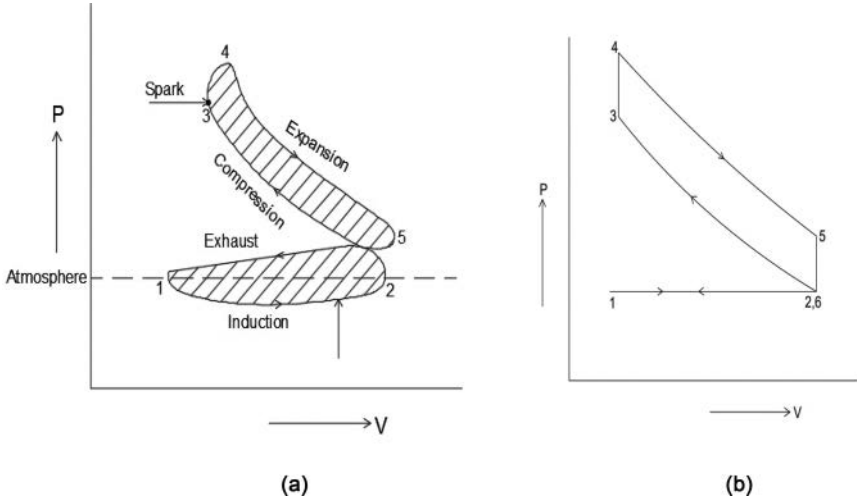 4
Spark
P
3
Expansion
Compression
5
Exhaust
Atmosphere
1
2
Induction
V
(a)
4
3
P
5
1
2,6
V
(b)